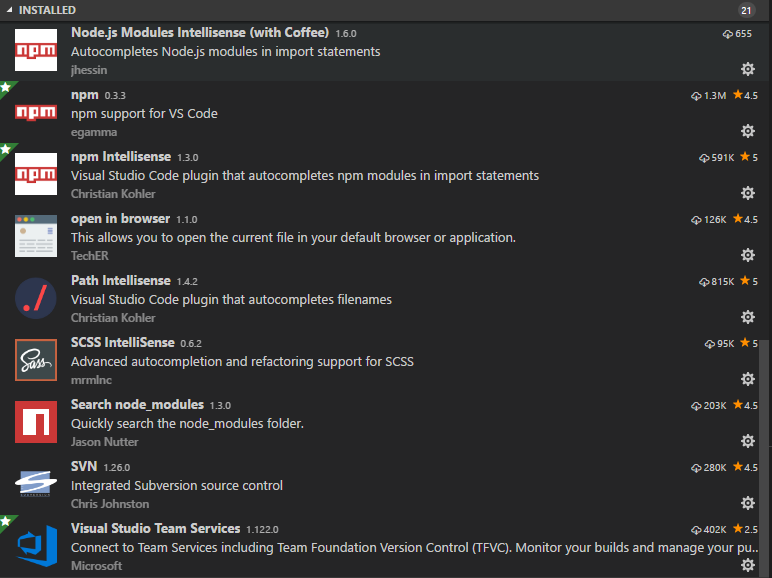 INSTALLED 21
Node.js Modules Intellisense (with Coffee) 1.6.0 655
Autocompletes Node.js modules in import statements
jhessin
npm 0.3.3 1.3M 4.5
npm support for VS Code
egamma
npm Intellisense 1.3.0 591K 5
Visual Studio Code plugin that autocompletes npm modules in import statements
Christian Kohler
open in browser 1.1.0 126K 4.5
This allows you to open the current file in your default browser or application.
TechER
Path Intellisense 1.4.2 815K 5
Visual Studio Code plugin that autocompletes filenames
Christian Kohler
SCSS IntelliSense 0.6.2 95K 5
Advanced autocompletion and refactoring support for SCSS
mrmlnc
Search node_modules 1.3.0 203K 4.5
Quickly search the node_modules folder.
Jason Nutter
SVN 1.26.0 280K 4.5
Integrated Subversion source control
Chris Johnston
Visual Studio Team Services 1.122.0 402K 2.5
Connect to Team Services including Team Foundation Version Control (TFVC). Monitor your builds and manage your pu...
Microsoft
npm
npm
npm
Sass